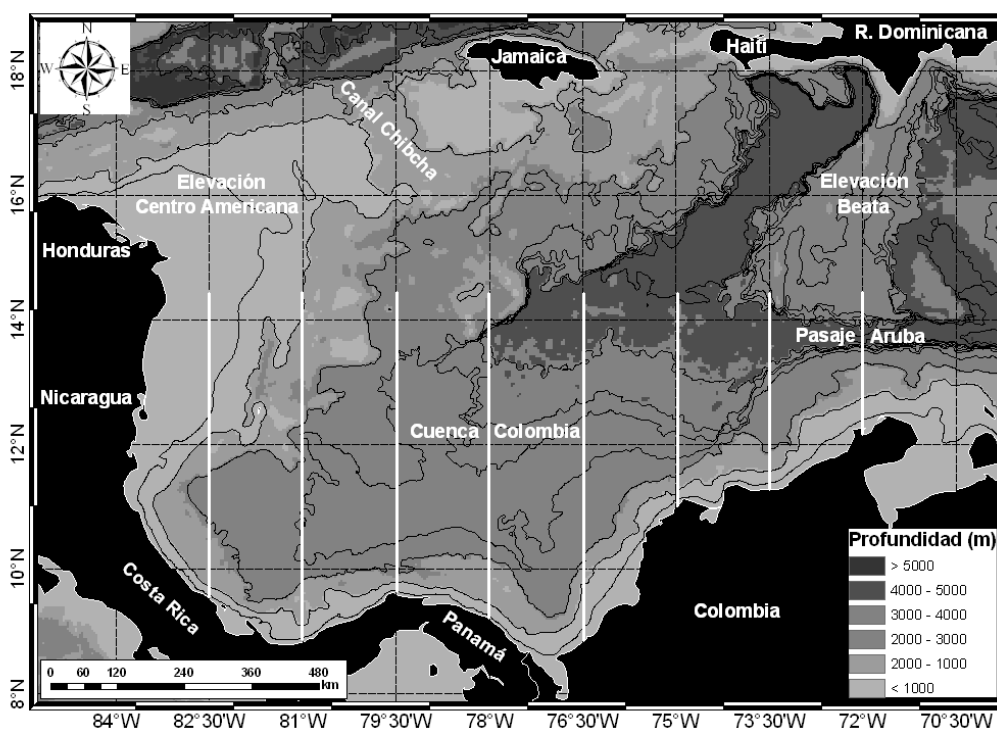 N
W E
S
Jamaica
Haití
R. Dominicana
Canal Chibcha
Elevación
Centro Americana
Elevación
Beata
Honduras
Nicaragua
Pasaje Aruba
Cuenca Colombia
Costa Rica
Panamá
Colombia
Profundidad (m)
> 5000
4000 - 5000
3000 - 4000
2000 - 3000
2000 - 1000
< 1000
0 60 120 240 360 480
km
18°N
16°N
14°N
12°N
10°N
8°N
84°W 82°30'W 81°W 79°30'W 78°W 76°30'W 75°W 73°30'W 72°W 70°30'W